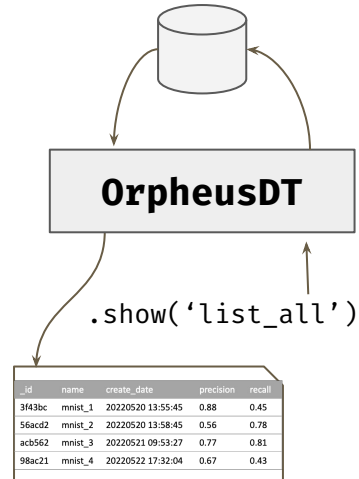 OrpheusDT
.show(‘list_all’)
_id name create_date precision recall
3f43bc mnist_1 20220520 13:55:45 0.88 0.45
56acd2 mnist_2 20220520 13:58:45 0.56 0.78
acb562 mnist_3 20220521 09:53:27 0.77 0.81
98ac21 mnist_4 20220522 17:32:04 0.67 0.43